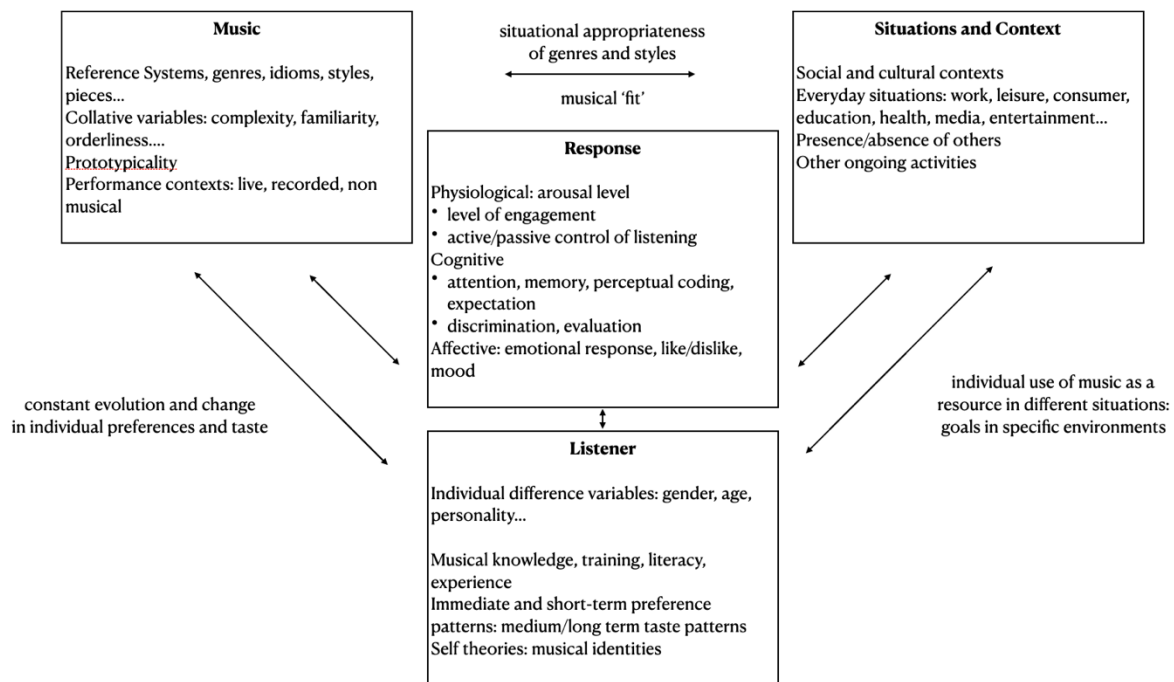 Music
Reference Systems, genres, idioms, styles,
pieces...
Collative variables: complexity, familiarity,
orderliness....
Prototypicality
Performance contexts: live, recorded, non
musical
situational appropriateness
of genres and styles
musical ‘fit’
Situations and Context
Social and cultural contexts
Everyday situations: work, leisure, consumer,
education, health, media, entertainment...
Presence/absence of others
Other ongoing activities
Response
Physiological: arousal level
• level of engagement
• active/passive control of listening
Cognitive
• attention, memory, perceptual coding,
expectation
• discrimination, evaluation
Affective: emotional response, like/dislike,
mood
constant evolution and change
in individual preferences and taste
individual use of music as a
resource in different situations:
goals in specific environments
Listener
Individual difference variables: gender, age,
personality...
Musical knowledge, training, literacy,
experience
Immediate and short-term preference
patterns: medium/long term taste patterns
Self theories: musical identities